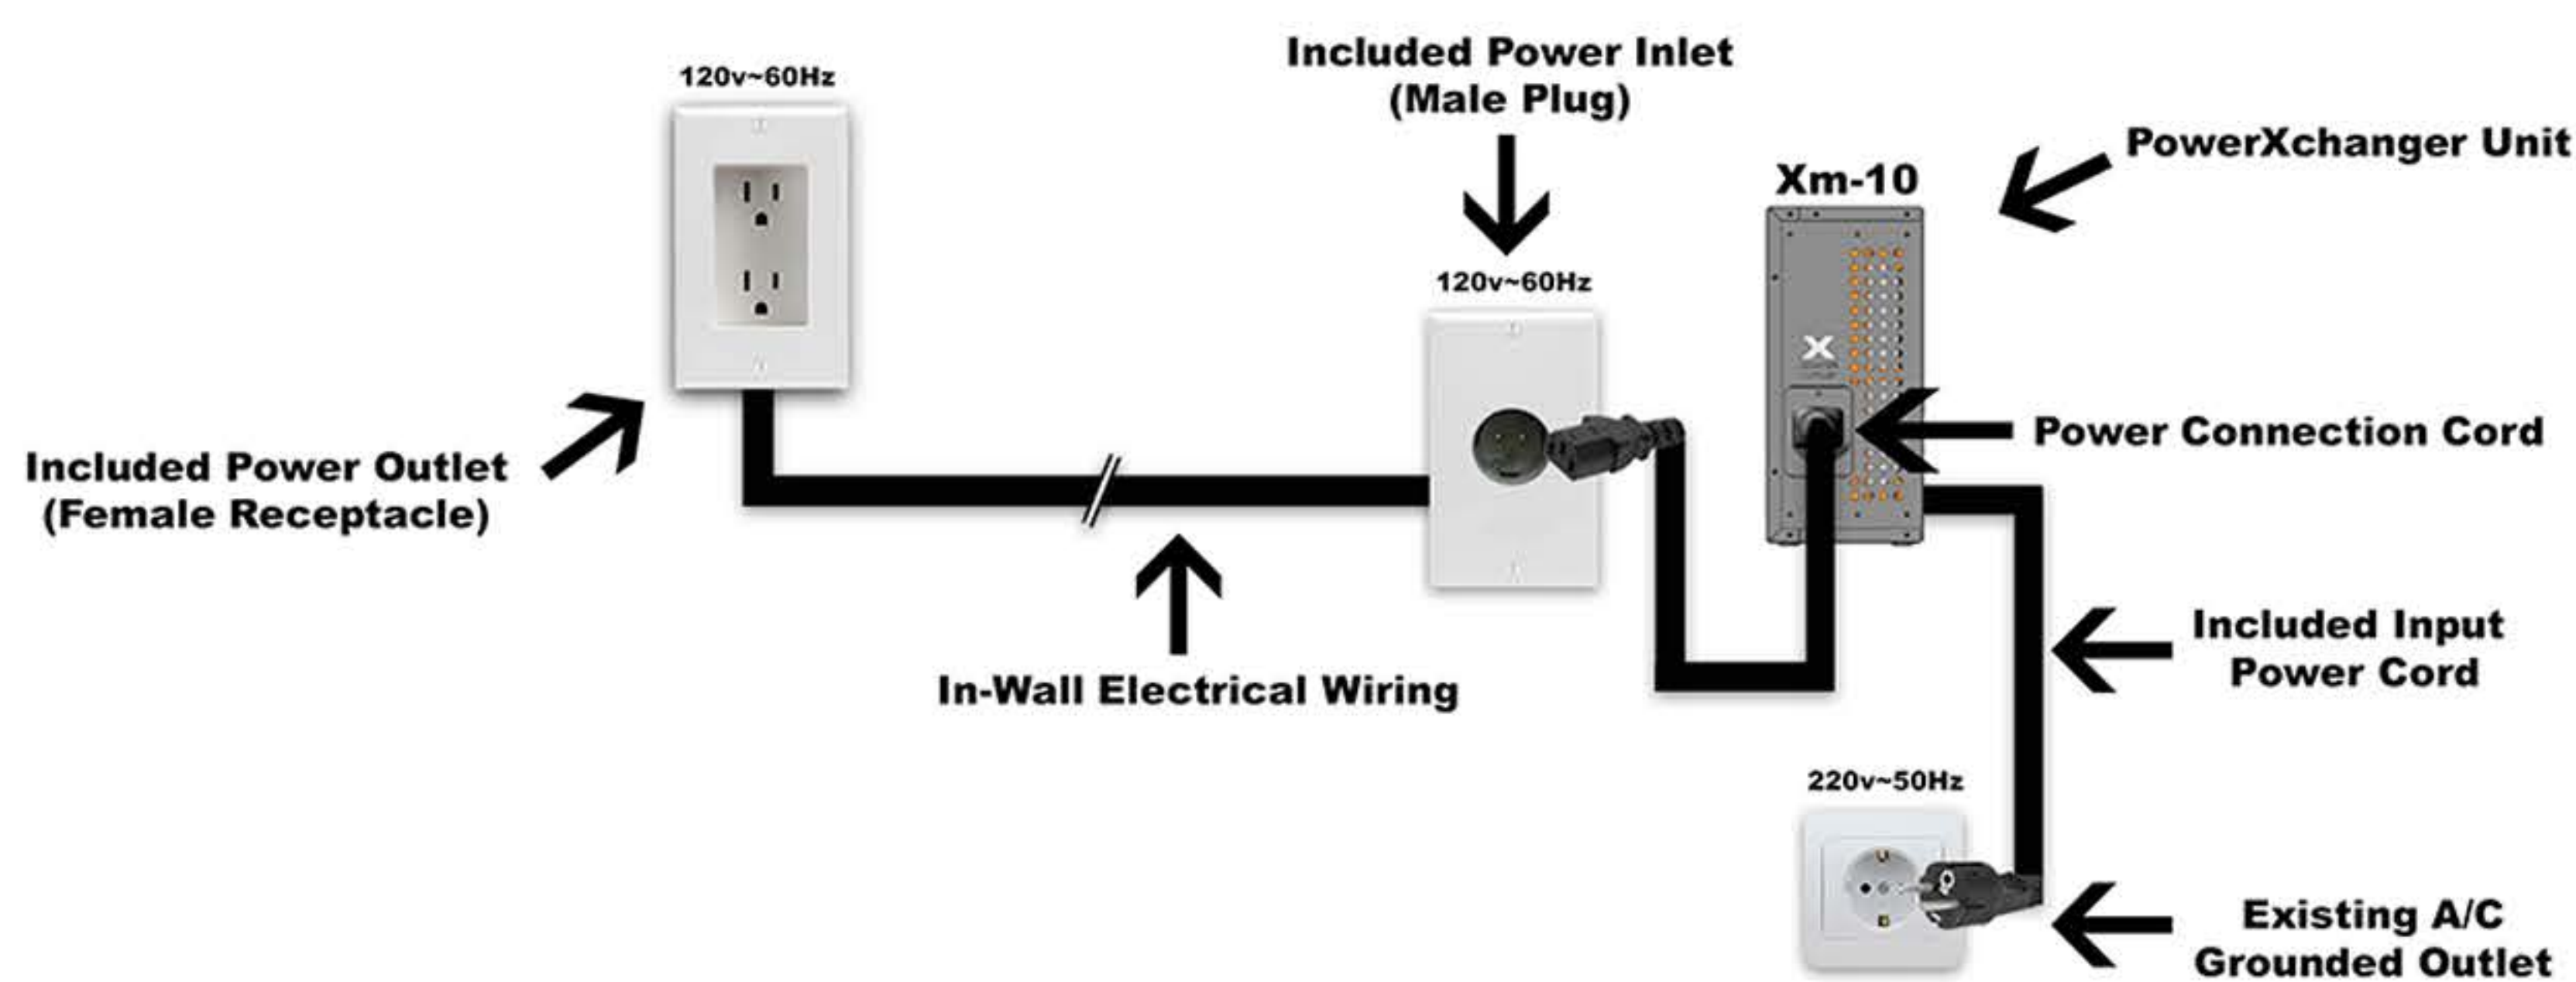 120v~60Hz
Included Power Inlet
(Male Plug)
PowerXchanger Unit
Xm-10
120v~60Hz
X
Power Connection Cord
Included Power Outlet
(Female Receptacle)
In-Wall Electrical Wiring
Included Input
Power Cord
220v~50Hz
Existing A/C
Grounded Outlet